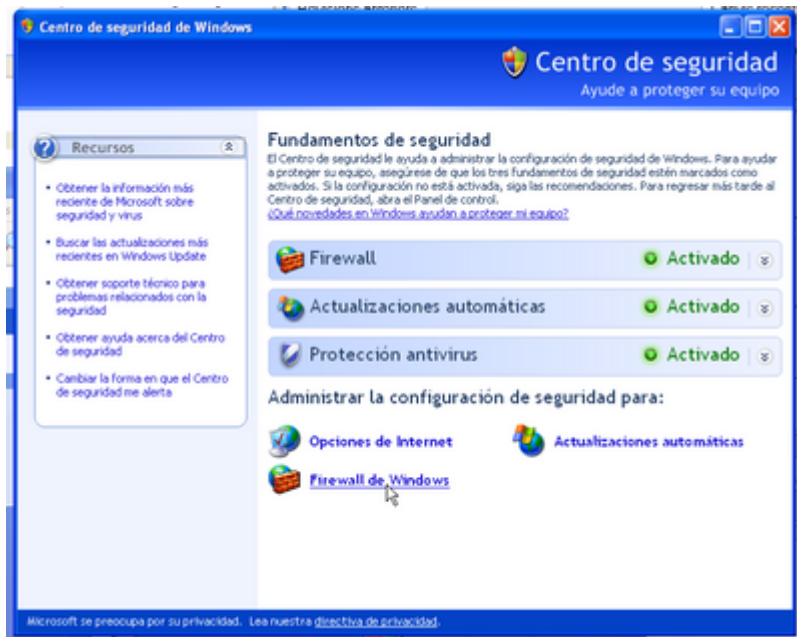 Centro de seguridad de Windows
Centro de seguridad
Ayude a proteger su equipo
Recursos
Obtener la información más
reciente de Microsoft sobre
seguridad y virus
Buscar las actualizaciones más
recientes en Windows Update
Obtener soporte técnico para
problemas relacionados con la
seguridad
Obtener ayuda acerca del Centro
de seguridad
Cambiar la forma en que el Centro
de seguridad me alerta
Fundamentos de seguridad
El Centro de seguridad le ayuda a administrar la configuración de seguridad de Windows. Para ayudar
a proteger su equipo, asegúrese de que los tres fundamentos de seguridad estén marcados como
activados. Si la configuración no está activada, siga las recomendaciones. Para regresar más tarde al
Centro de seguridad, abra el Panel de control.
¿Qué novedades en Windows ayudan a proteger mi equipo?
Firewall Activado
Actualizaciones automáticas Activado
Protección antivirus Activado
Administrar la configuración de seguridad para:
Opciones de Internet Actualizaciones automáticas
Firewall de Windows
Microsoft se preocupa por su privacidad. Lea nuestra directiva de privacidad.